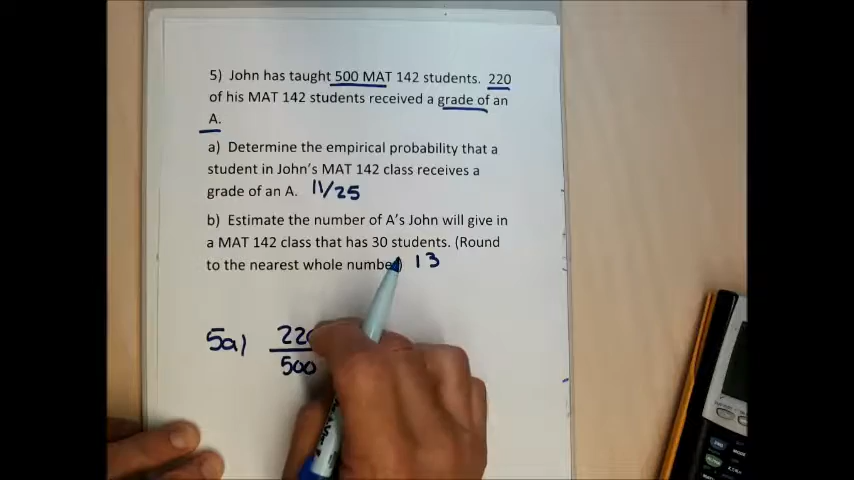 5) John has taught 500 MAT 142 students. 220
of his MAT 142 students received a grade of an
A.
a) Determine the empirical probability that a
student in John's MAT 142 class receives a
grade of an A. 11/25
b) Estimate the number of A's John will give in
a MAT 142 class that has 30 students. (Round
to the nearest whole number) 13
5a) 220
500